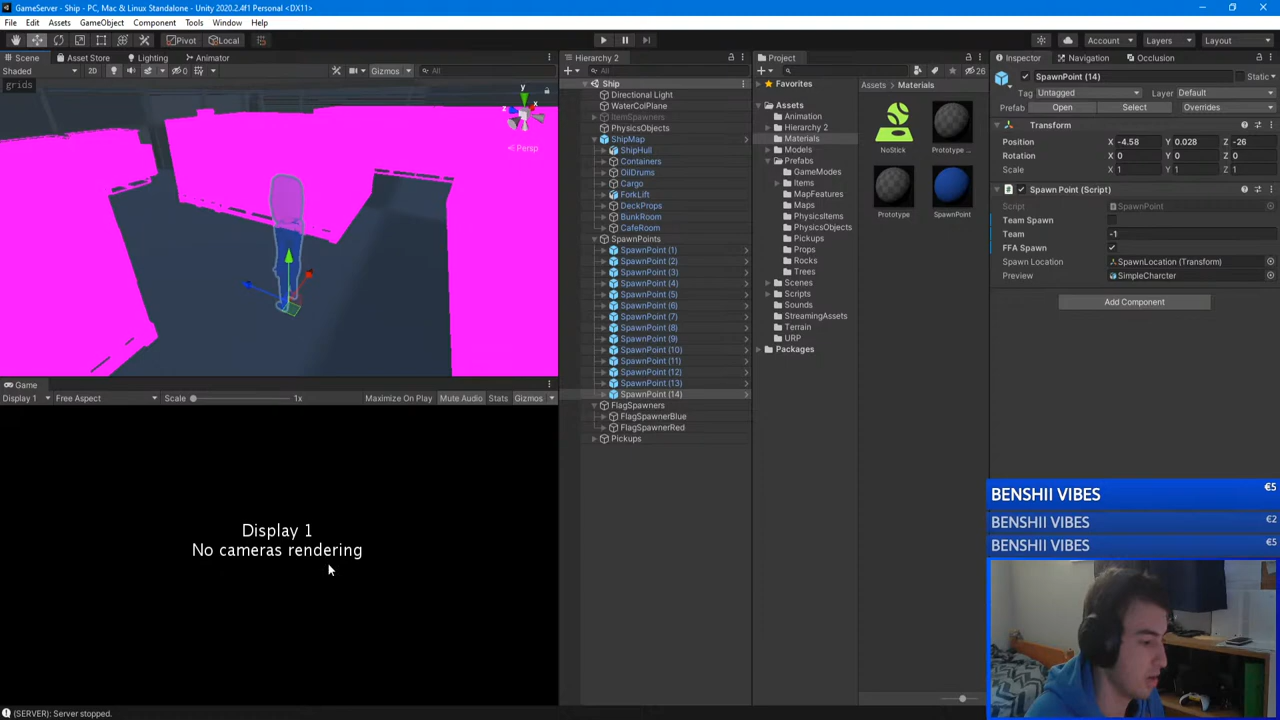 GameServer - Ship - PC, Mac & Linux Standalone - Unity 2020.2.4f1 Personal <DX11>
File Edit Assets GameObject Component Tools Window Help
Pivot Local Account Layers Layout
Scene Asset Store Lighting Animator
Shaded 2D 0 Gizmos All
grids
y
x
z
Persp
Game
Display 1 Free Aspect Scale 1x Maximize On Play Mute Audio Stats Gizmos
Display 1
No cameras rendering
Hierarchy 2
All
Ship
Directional Light
WaterColPlane
ItemSpawners
PhysicsObjects
ShipMap
ShipHull
Containers
OilDrums
Cargo
ForkLift
DeckProps
BunkRoom
CafeRoom
SpawnPoints
SpawnPoint (1)
SpawnPoint (2)
SpawnPoint (3)
SpawnPoint (4)
SpawnPoint (5)
SpawnPoint (6)
SpawnPoint (7)
SpawnPoint (8)
SpawnPoint (9)
SpawnPoint (10)
SpawnPoint (11)
SpawnPoint (12)
SpawnPoint (13)
SpawnPoint (14)
FlagSpawners
FlagSpawnerBlue
FlagSpawnerRed
Pickups
Project
26
Favorites
Assets
Animation
Hierarchy 2
Materials
Models
Prefabs
GameModes
Items
MapFeatures
Maps
PhysicsItems
PhysicsObjects
Pickups
Props
Rocks
Trees
Scenes
Scripts
Sounds
StreamingAssets
Terrain
URP
Packages
Assets > Materials
NoStick Prototype ...
Prototype SpawnPoint
Inspector Navigation Occlusion
SpawnPoint (14) Static
Tag Untagged Layer Default
Prefab Open Select Overrides
Transform
Position X -4.58 Y 0.028 Z -26
Rotation X 0 Y 0 Z 0
Scale X 1 Y 1 Z 1
Spawn Point (Script)
Script SpawnPoint
Team Spawn
Team -1
FFA Spawn
Spawn Location SpawnLocation (Transform)
Preview SimpleCharcter
Add Component
BENSHII VIBES €5
BENSHII VIBES €2
BENSHII VIBES €5
(SERVER): Server stopped.